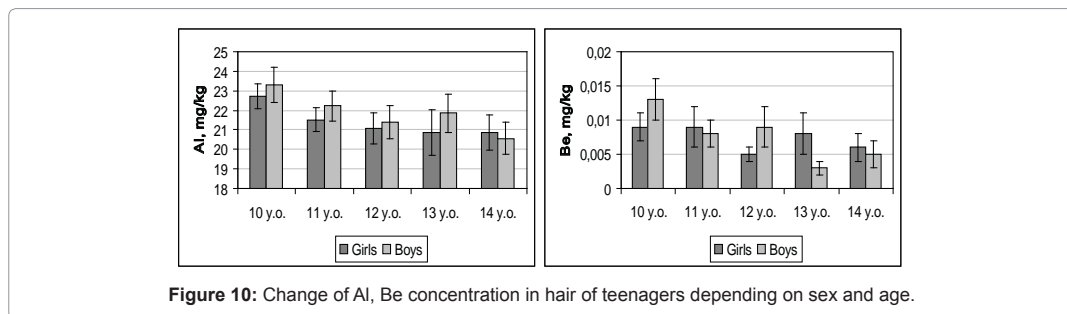 25
24
23
22
21
20
19
18
Al, mg/kg
10 y.o. 11 y.o. 12 y.o. 13 y.o. 14 y.o.
Girls Boys
0,02
0,015
0,01
0,005
0
Be, mg/kg
10 y.o. 11 y.o. 12 y.o. 13 y.o. 14 y.o.
Girls Boys
Figure 10: Change of Al, Be concentration in hair of teenagers depending on sex and age.